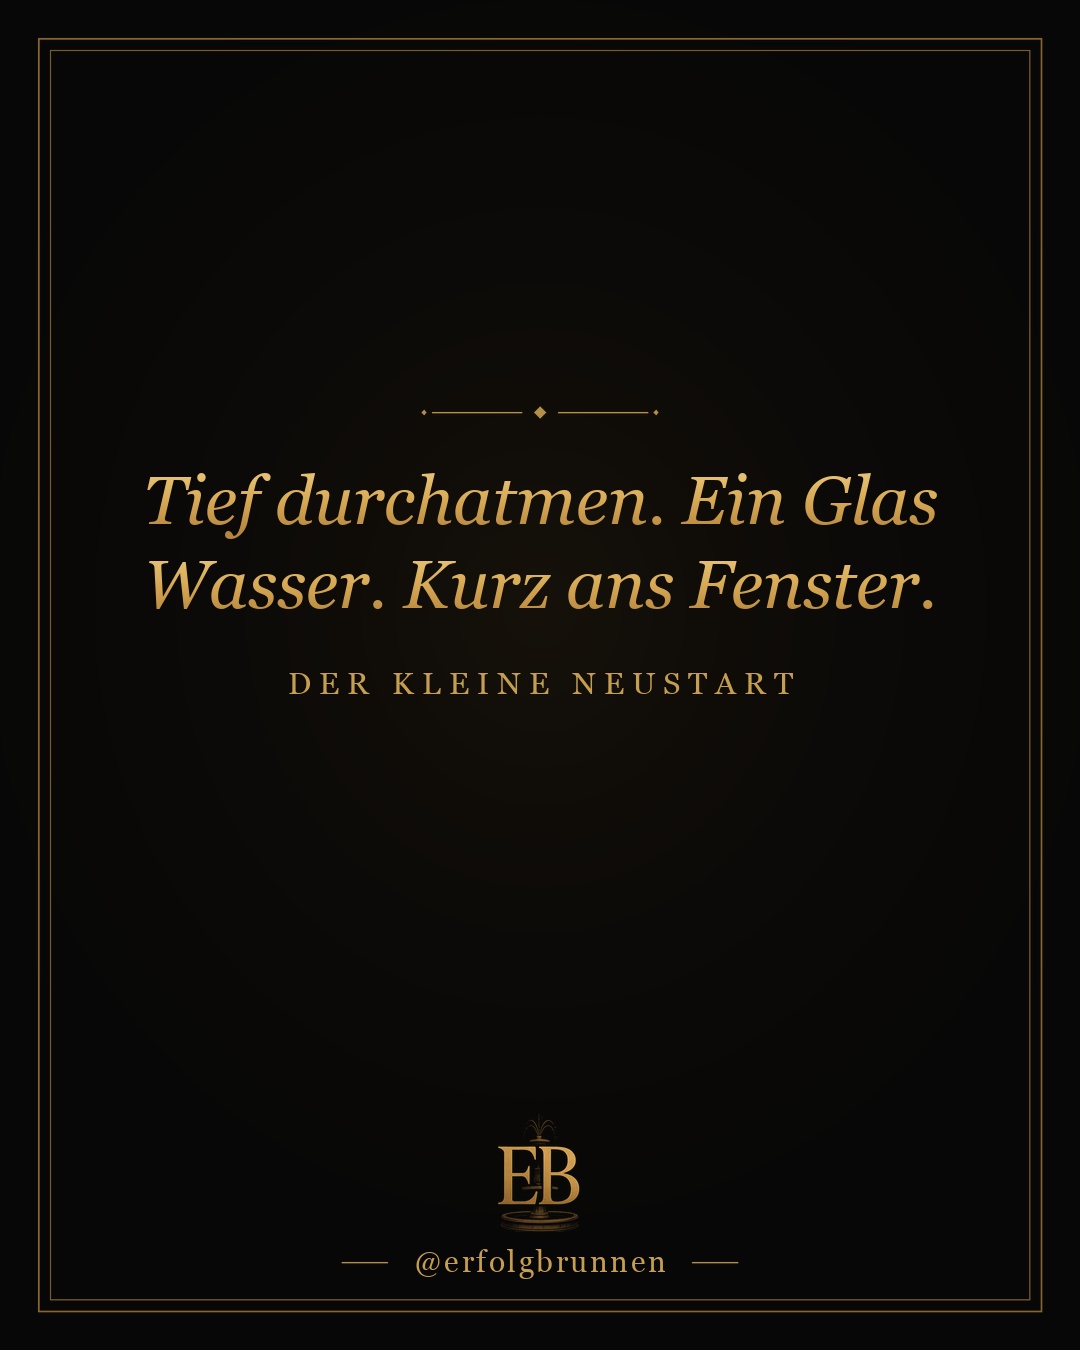 Tief durchatmen. Ein Glas
Wasser. Kurz ans Fenster.
DER KLEINE NEUSTART
EB
@erfolgbrunnen